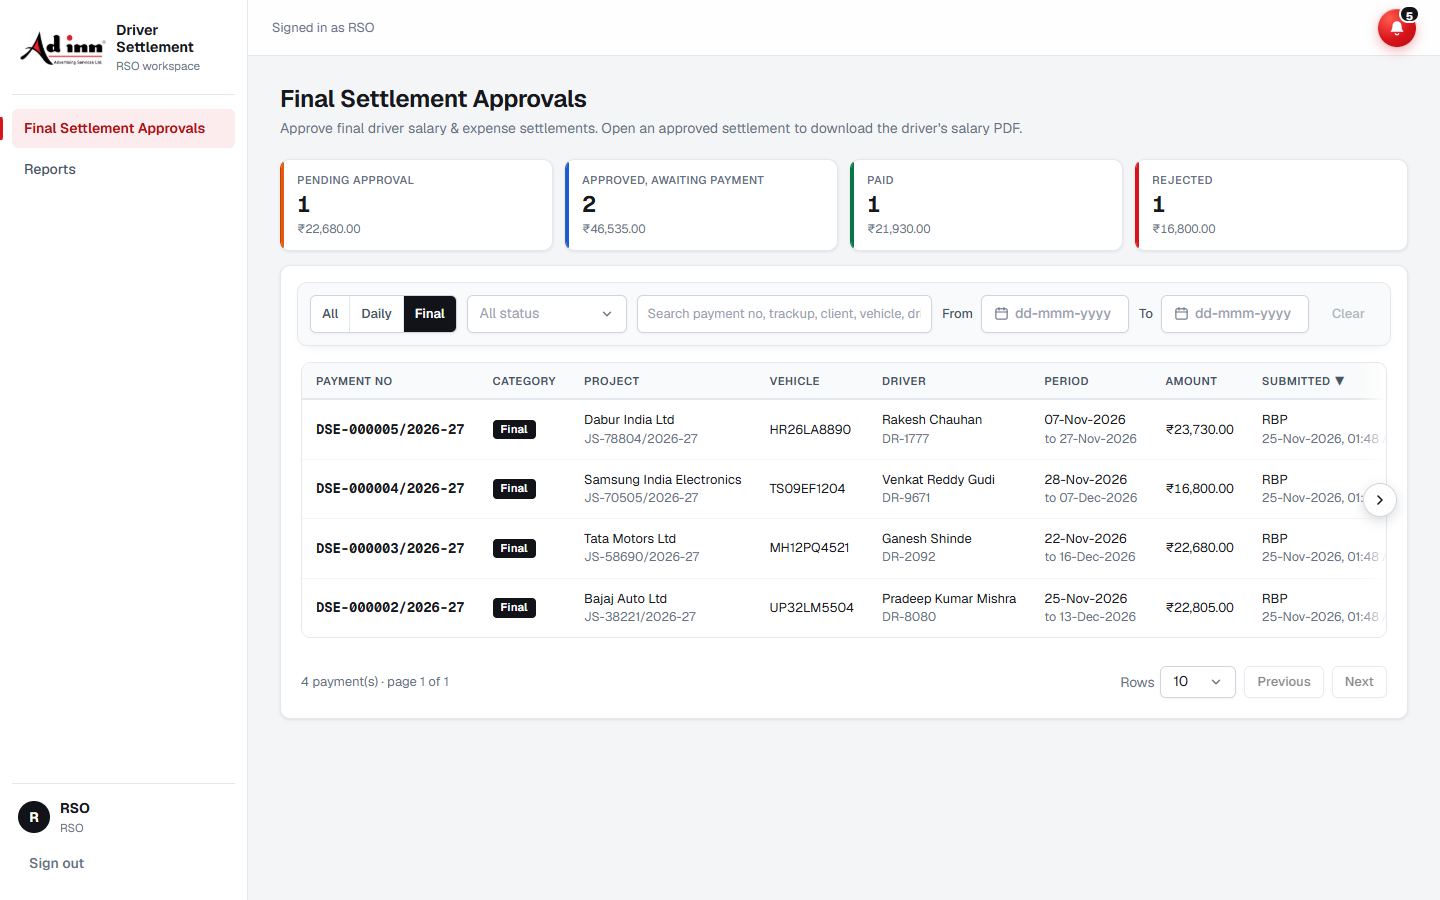 Ad inn
Advertising Services Ltd
Driver
Settlement
RSO workspace
Final Settlement Approvals
Reports
R
RSO
RSO
Sign out
Signed in as RSO
5
Final Settlement Approvals
Approve final driver salary & expense settlements. Open an approved settlement to download the driver's salary PDF.
PENDING APPROVAL
1
₹22,680.00
APPROVED, AWAITING PAYMENT
2
₹46,535.00
PAID
1
₹21,930.00
REJECTED
1
₹16,800.00
All Daily Final All status Search payment no, trackup, client, vehicle, dri From dd-mmm-yyyy To dd-mmm-yyyy Clear
PAYMENT NO CATEGORY PROJECT VEHICLE DRIVER PERIOD AMOUNT SUBMITTED ▼
DSE-000005/2026-27 Final Dabur India Ltd HR26LA8890 Rakesh Chauhan 07-Nov-2026 ₹23,730.00 RBP
JS-78804/2026-27 DR-1777 to 27-Nov-2026 25-Nov-2026, 01:48
DSE-000004/2026-27 Final Samsung India Electronics TS09EF1204 Venkat Reddy Gudi 28-Nov-2026 ₹16,800.00 RBP
JS-70505/2026-27 DR-9671 to 07-Dec-2026 25-Nov-2026, 01:
DSE-000003/2026-27 Final Tata Motors Ltd MH12PQ4521 Ganesh Shinde 22-Nov-2026 ₹22,680.00 RBP
JS-58690/2026-27 DR-2092 to 16-Dec-2026 25-Nov-2026, 01:48
DSE-000002/2026-27 Final Bajaj Auto Ltd UP32LM5504 Pradeep Kumar Mishra 25-Nov-2026 ₹22,805.00 RBP
JS-38221/2026-27 DR-8080 to 13-Dec-2026 25-Nov-2026, 01:48
4 payment(s) · page 1 of 1 Rows 10 Previous Next